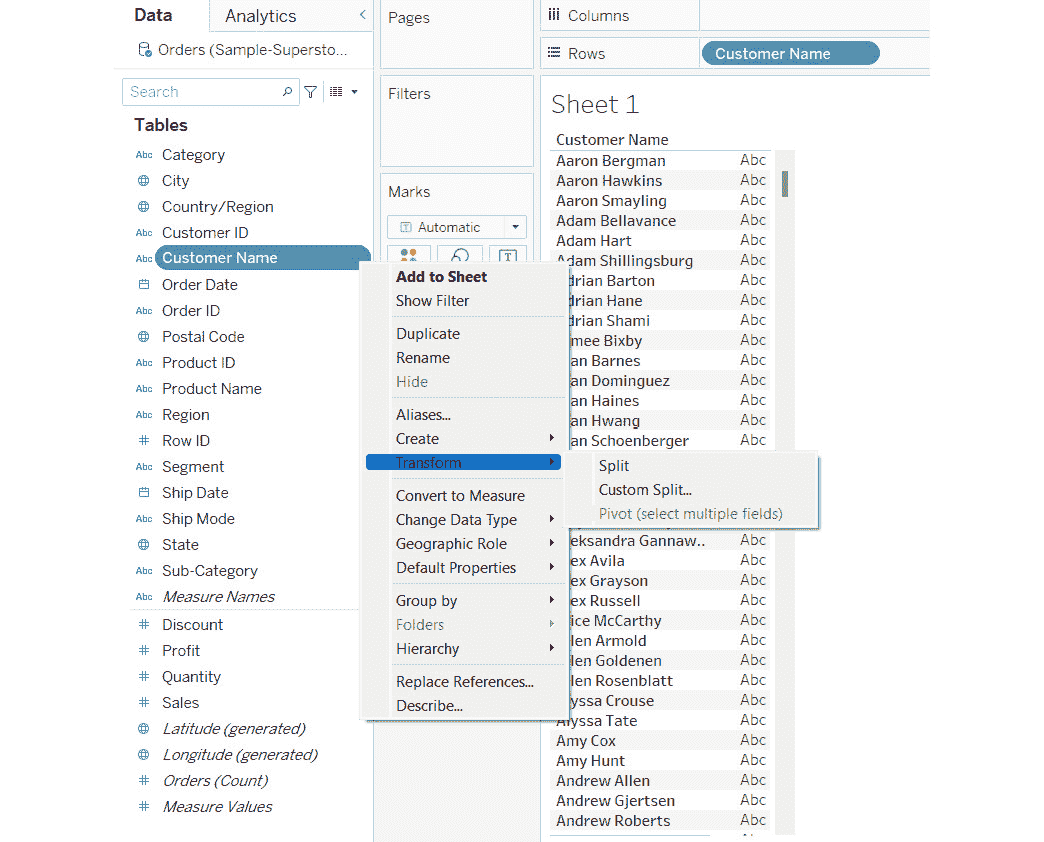 Data
Analytics
Orders (Sample-Supersto...
Search
Tables
Abc Category
City
Country/Region
Abc Customer ID
Abc Customer Name
Order Date
Abc Order ID
Postal Code
Abc Product ID
Abc Product Name
Abc Region
# Row ID
Abc Segment
Ship Date
Abc Ship Mode
State
Abc Sub-Category
Abc Measure Names
# Discount
# Profit
# Quantity
# Sales
Latitude (generated)
Longitude (generated)
# Orders (Count)
# Measure Values
Pages
Filters
Marks
Automatic
Add to Sheet
Show Filter
Duplicate
Rename
Hide
Aliases...
Create
Transform
Convert to Measure
Change Data Type
Geographic Role
Default Properties
Group by
Folders
Hierarchy
Replace References...
Describe...
Split
Custom Split...
Pivot (select multiple fields)
Columns
Rows
Customer Name
Sheet 1
Customer Name
Aaron Bergman Abc
Aaron Hawkins Abc
Aaron Smayling Abc
Adam Bellavance Abc
Adam Hart Abc
Adam Shillingsburg Abc
drian Barton Abc
drian Hane Abc
drian Shami Abc
mee Bixby Abc
an Barnes Abc
an Dominguez Abc
an Haines Abc
an Hwang Abc
an Schoenberger Abc
eksandra Gannaw.. Abc
ex Avila Abc
ex Grayson Abc
ex Russell Abc
ice McCarthy Abc
len Armold Abc
len Goldenen Abc
len Rosenblatt Abc
yssa Crouse Abc
Alyssa Tate Abc
Amy Cox Abc
Amy Hunt Abc
Andrew Allen Abc
Andrew Gjertsen Abc
Andrew Roberts Abc